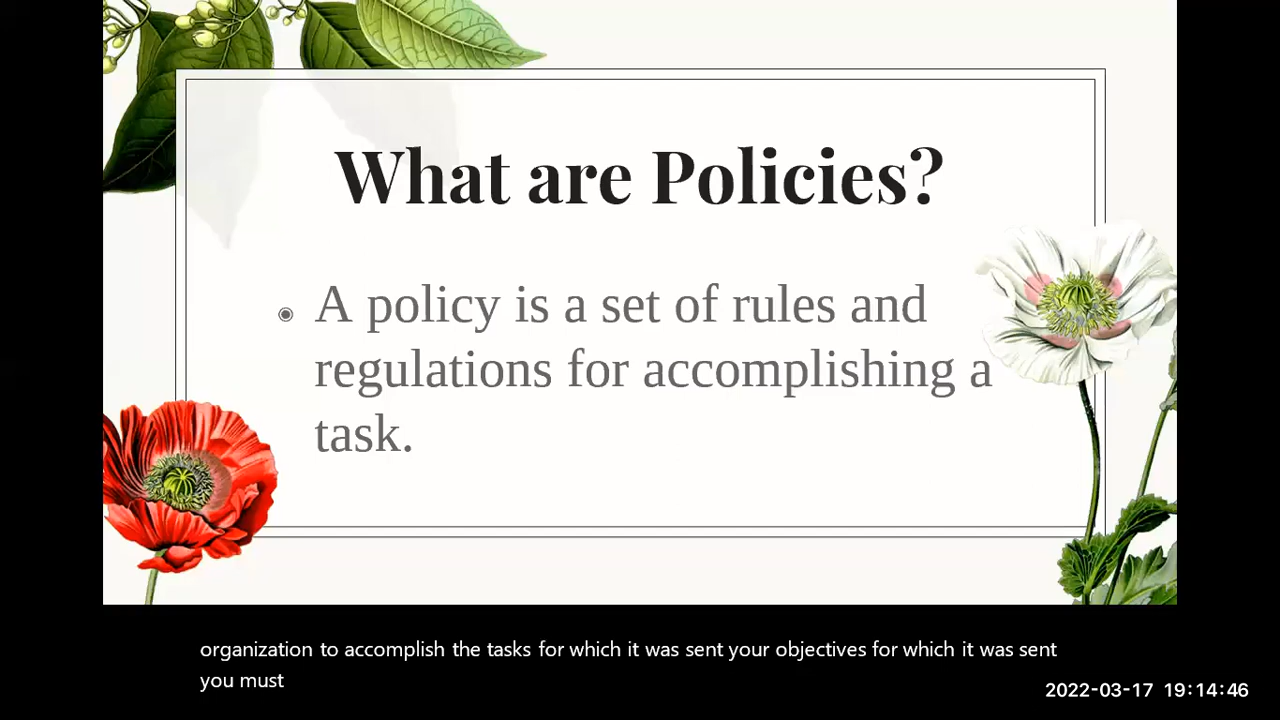 What are Policies?
A policy is a set of rules and
regulations for accomplishing a
task.
organization to accomplish the tasks for which it was sent your objectives for which it was sent
you must
2022-03-17 19:14:46